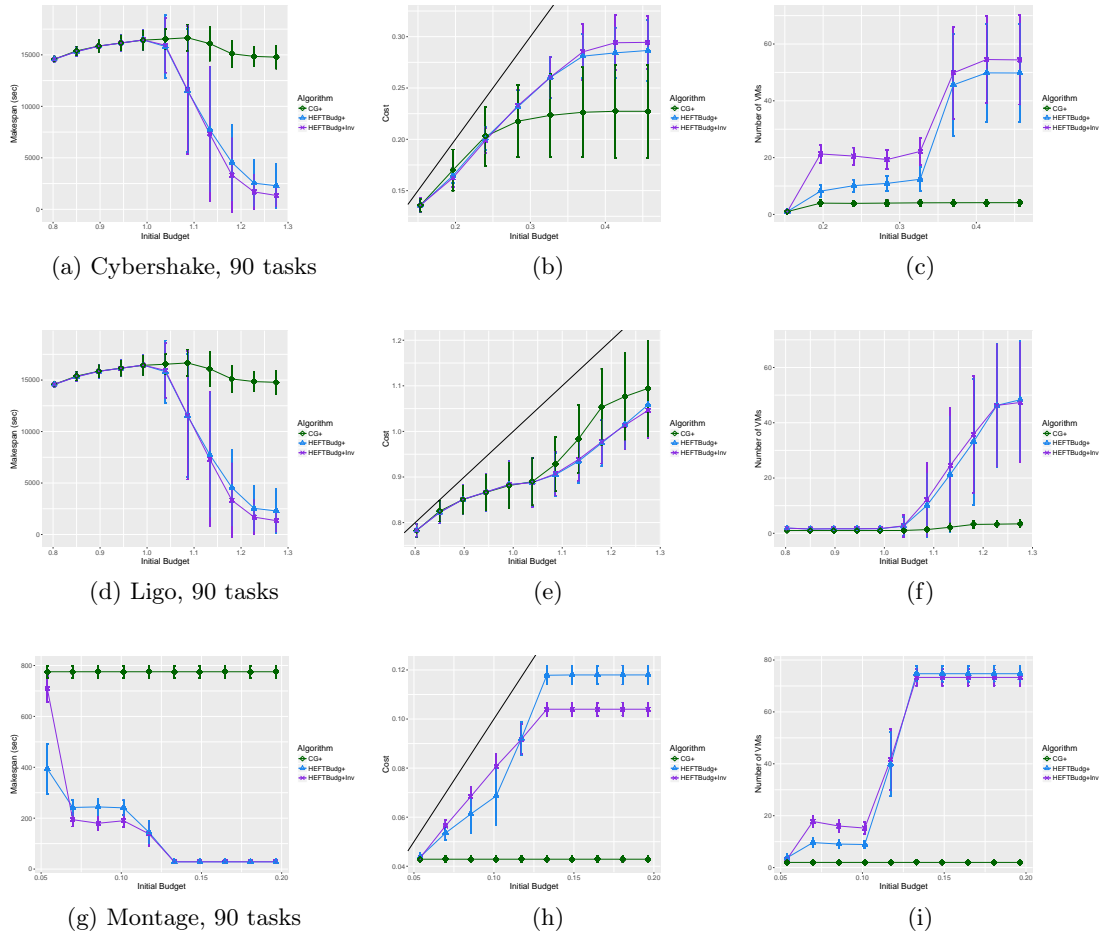 15000
10000
5000
0
0.8 0.9 1.0 1.1 1.2 1.3
Makespan (sec)
Initial Budget
Algorithm
CG+
HEFTBudg+
HEFTBudg+Inv
(a) Cybershake, 90 tasks
0.30
0.25
0.20
0.15
0.2 0.3 0.4
Cost
Initial Budget
Algorithm
CG+
HEFTBudg+
HEFTBudg+Inv
(b)
60
40
20
0
0.2 0.3 0.4
Number of VMs
Initial Budget
Algorithm
CG+
HEFTBudg+
HEFTBudg+Inv
(c)
15000
10000
5000
0
0.8 0.9 1.0 1.1 1.2 1.3
Makespan (sec)
Initial Budget
Algorithm
CG+
HEFTBudg+
HEFTBudg+Inv
(d) Ligo, 90 tasks
1.2
1.1
1.0
0.9
0.8
0.8 0.9 1.0 1.1 1.2 1.3
Cost
Initial Budget
Algorithm
CG+
HEFTBudg+
HEFTBudg+Inv
(e)
60
40
20
0
0.8 0.9 1.0 1.1 1.2 1.3
Number of VMs
Initial Budget
Algorithm
CG+
HEFTBudg+
HEFTBudg+Inv
(f)
800
600
400
200
0
0.05 0.10 0.15 0.20
Makespan (sec)
Initial Budget
Algorithm
CG+
HEFTBudg+
HEFTBudg+Inv
(g) Montage, 90 tasks
0.12
0.10
0.08
0.06
0.04
0.05 0.10 0.15 0.20
Cost
Initial Budget
Algorithm
CG+
HEFTBudg+
HEFTBudg+Inv
(h)
80
60
40
20
0
0.05 0.10 0.15 0.20
Number of VMs
Initial Budget
Algorithm
CG+
HEFTBudg+
HEFTBudg+Inv
(i)